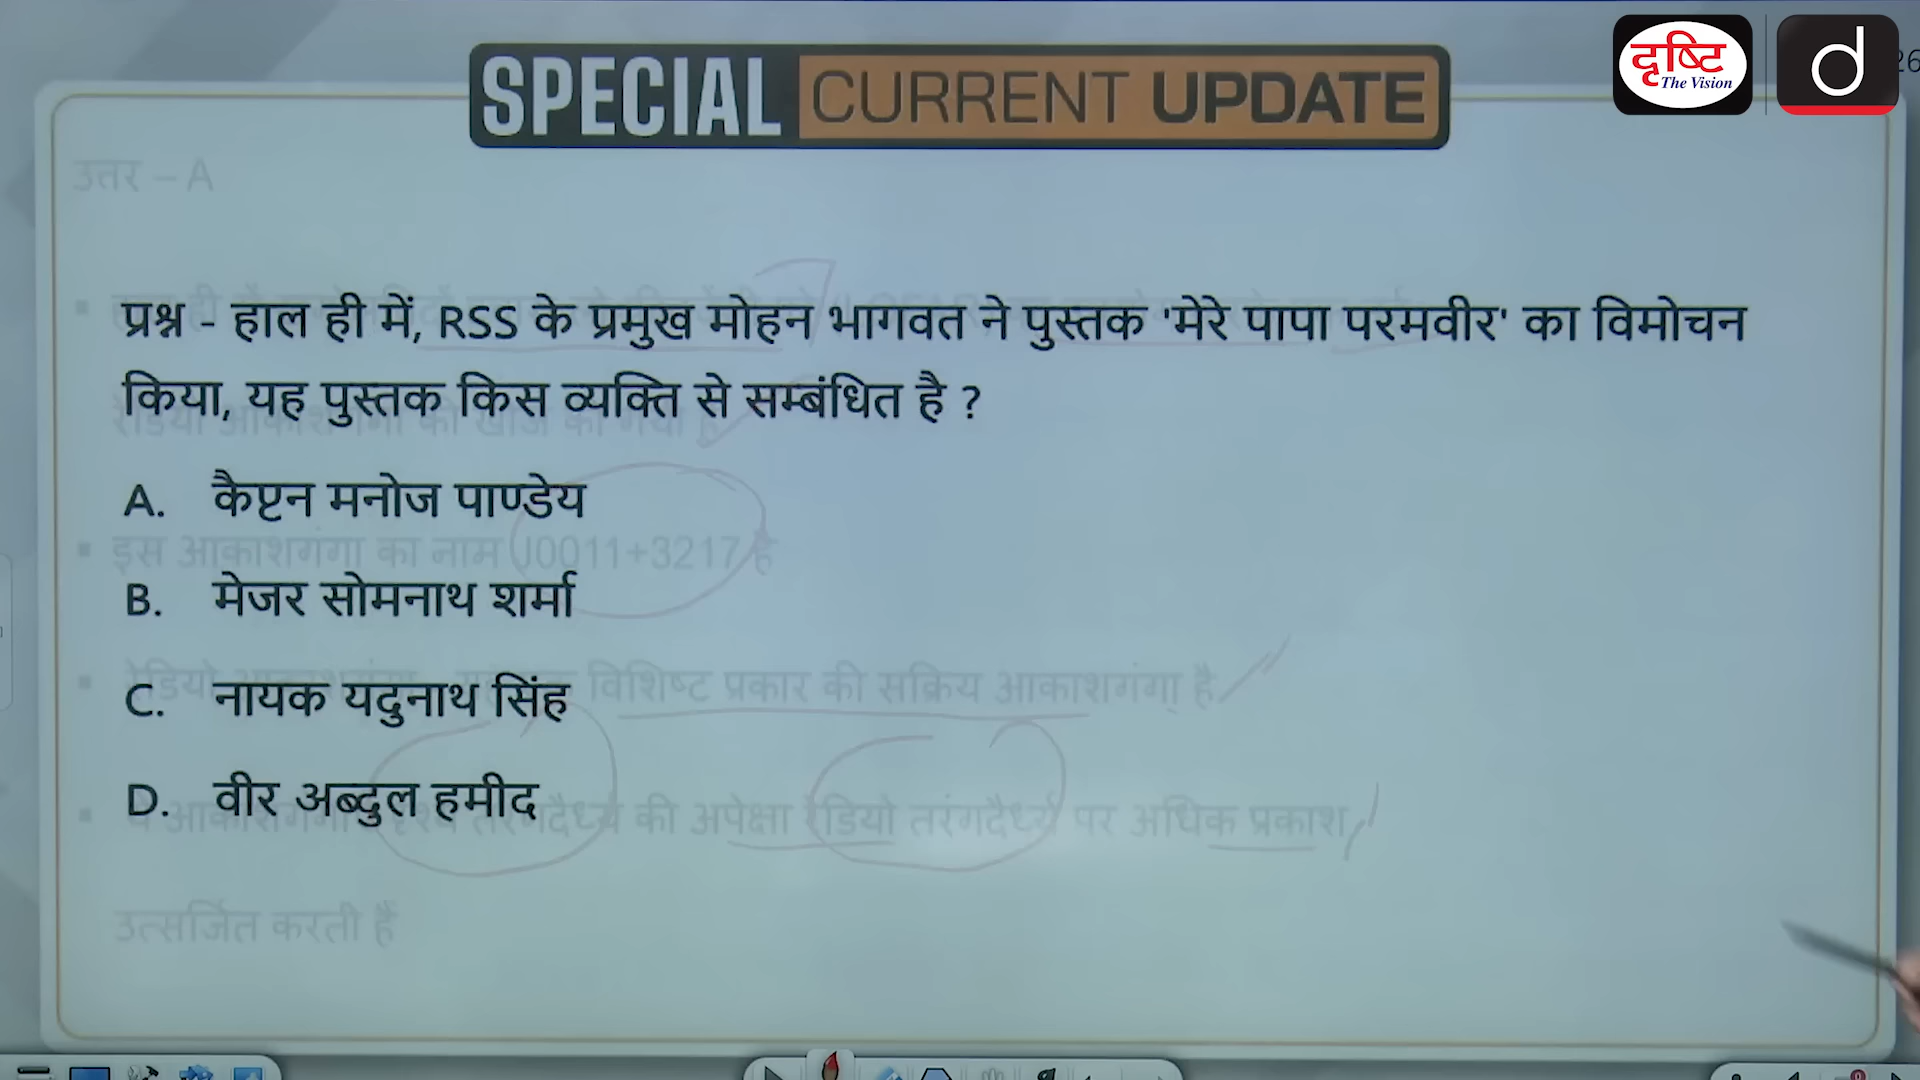 दृष्टि
The Vision
d
26
SPECIAL CURRENT UPDATE
उत्तर – A
प्रश्न - हाल ही में, RSS के प्रमुख मोहन भागवत ने पुस्तक 'मेरे पापा परमवीर' का विमोचन
किया, यह पुस्तक किस व्यक्ति से सम्बंधित है ?
A. कैप्टन मनोज पाण्डेय
इस आकाशगंगा का नाम J0011+3217 है
B. मेजर सोमनाथ शर्मा
विशिष्ट प्रकार की सक्रिय आकाशगंगा है
C. नायक यदुनाथ सिंह
D. वीर अब्दुल हमीद
की अपेक्षा रेडियो तरंगदैर्ध्य पर अधिक प्रकाश
उत्सर्जित करती हैं